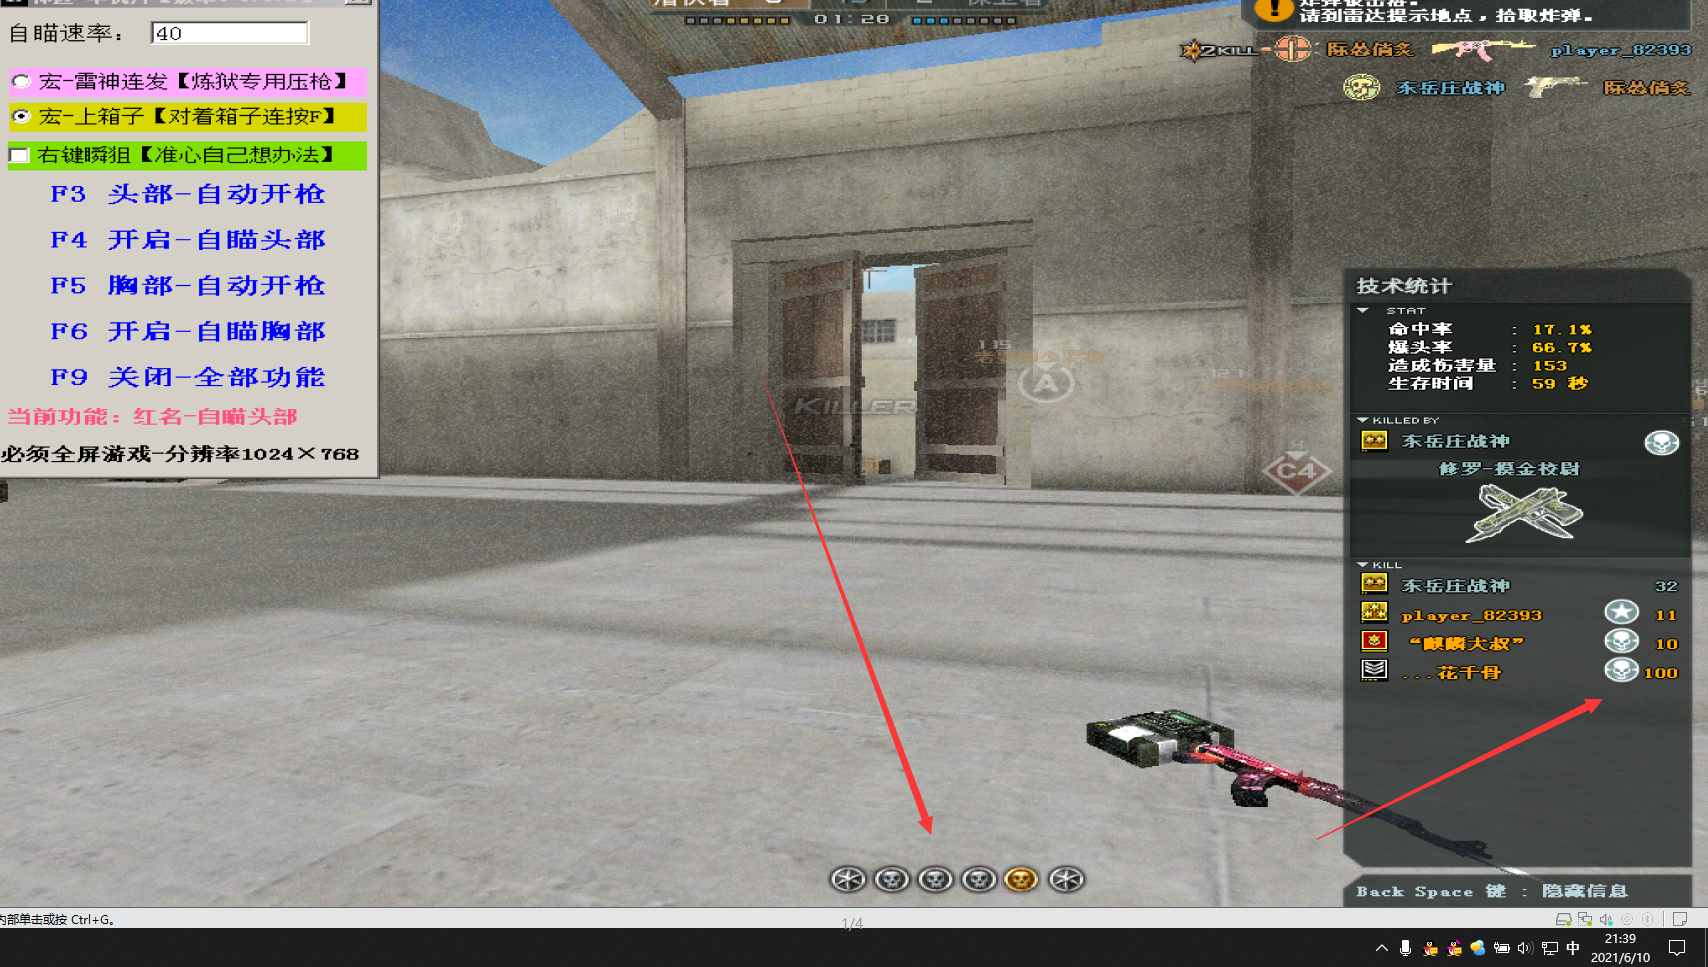 自瞄速率： 40
宏-雷神连发【炼狱专用压枪】
宏-上箱子【对着箱子连按F】
右键瞬狙【准心自己想办法】
F3 头部-自动开枪
F4 开启-自瞄头部
F5 胸部-自动开枪
F6 开启-自瞄胸部
F9 关闭-全部功能
当前功能：红名-自瞄头部
必须全屏游戏-分辨率1024×768
01:28
请到雷达提示地点，拾取炸弹。
2KILL 际怂俏炙 player_82393
东岳庄战神 际怂俏炙
KILLER
A
C4
技术统计
STAT
命中率 : 17.1%
爆头率 : 66.7%
造成伤害量 : 153
生存时间 : 59 秒
KILLED BY
东岳庄战神
修罗-摸金校尉
KILL
东岳庄战神 32
player_82393 11
“麒麟大叔” 10
...花千骨 100
Back Space 键 : 隐藏信息
内部单击或按 Ctrl+G。
1/4
中
21:39
2021/6/10